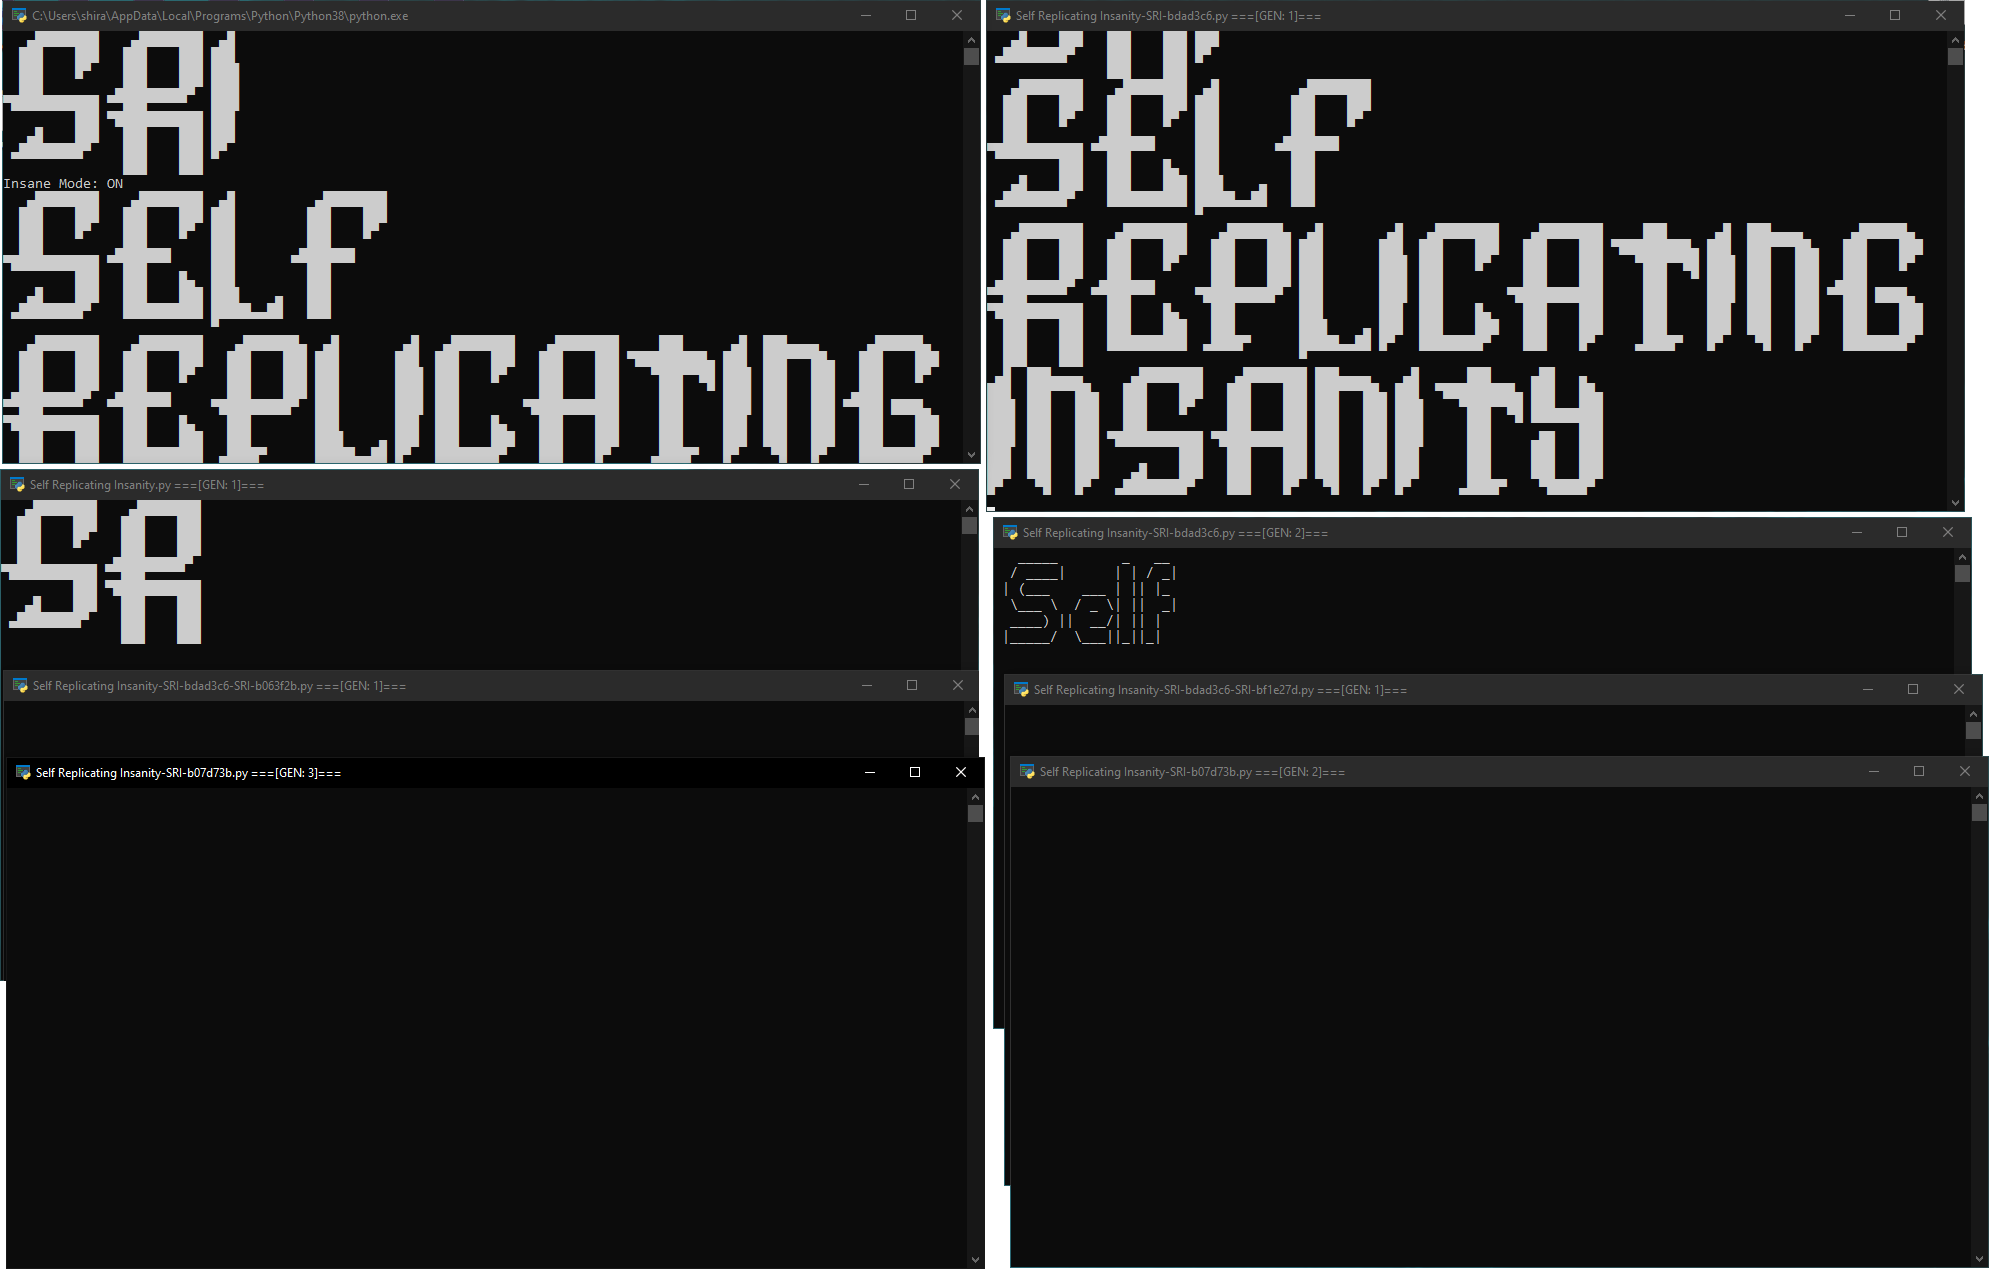 C:\Users\shira\AppData\Local\Programs\Python\Python38\python.exe
SRI
Insane Mode: ON
SELF
REPLICATING
Self Replicating Insanity-SRI-bdad3c6.py ===[GEN: 1]===
SELF
REPLICATING
INSANITY
Self Replicating Insanity.py ===[GEN: 1]===
SR
Self Replicating Insanity-SRI-bdad3c6.py ===[GEN: 2]===
Self
Self Replicating Insanity-SRI-bdad3c6-SRI-b063f2b.py ===[GEN: 1]===
Self Replicating Insanity-SRI-bdad3c6-SRI-bf1e27d.py ===[GEN: 1]===
Self Replicating Insanity-SRI-b07d73b.py ===[GEN: 3]===
Self Replicating Insanity-SRI-b07d73b.py ===[GEN: 2]===